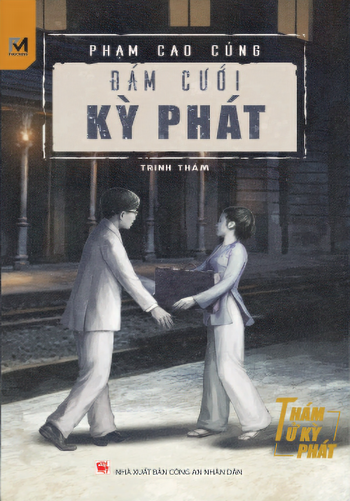 PHẠM CAO CỦNG
ĐÁM CƯỚI
KỲ PHÁT
TRINH THÁM
THÁM
TỬ KỲ
PHÁT
NHÀ XUẤT BẢN CÔNG AN NHÂN DÂN